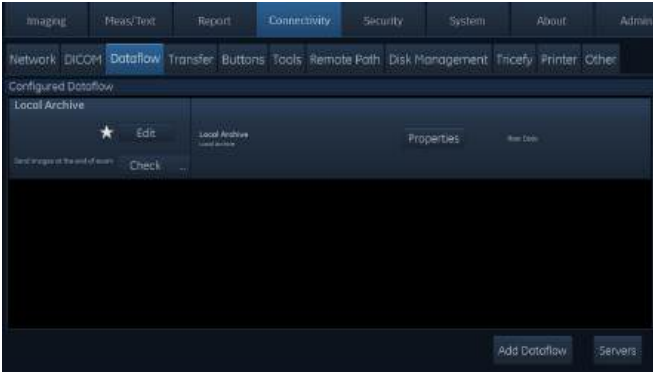 Imaging Meas/Text Report Connectivity Security System About Admin
Network DICOM Dataflow Transfer Buttons Tools Remote Path Disk Management Tricefy Printer Other
Configured Dataflow
Local Archive
Edit Local Archive Properties Raw Data
Local Archive
Send images at the end of exam Check ...
Add Dataflow Servers